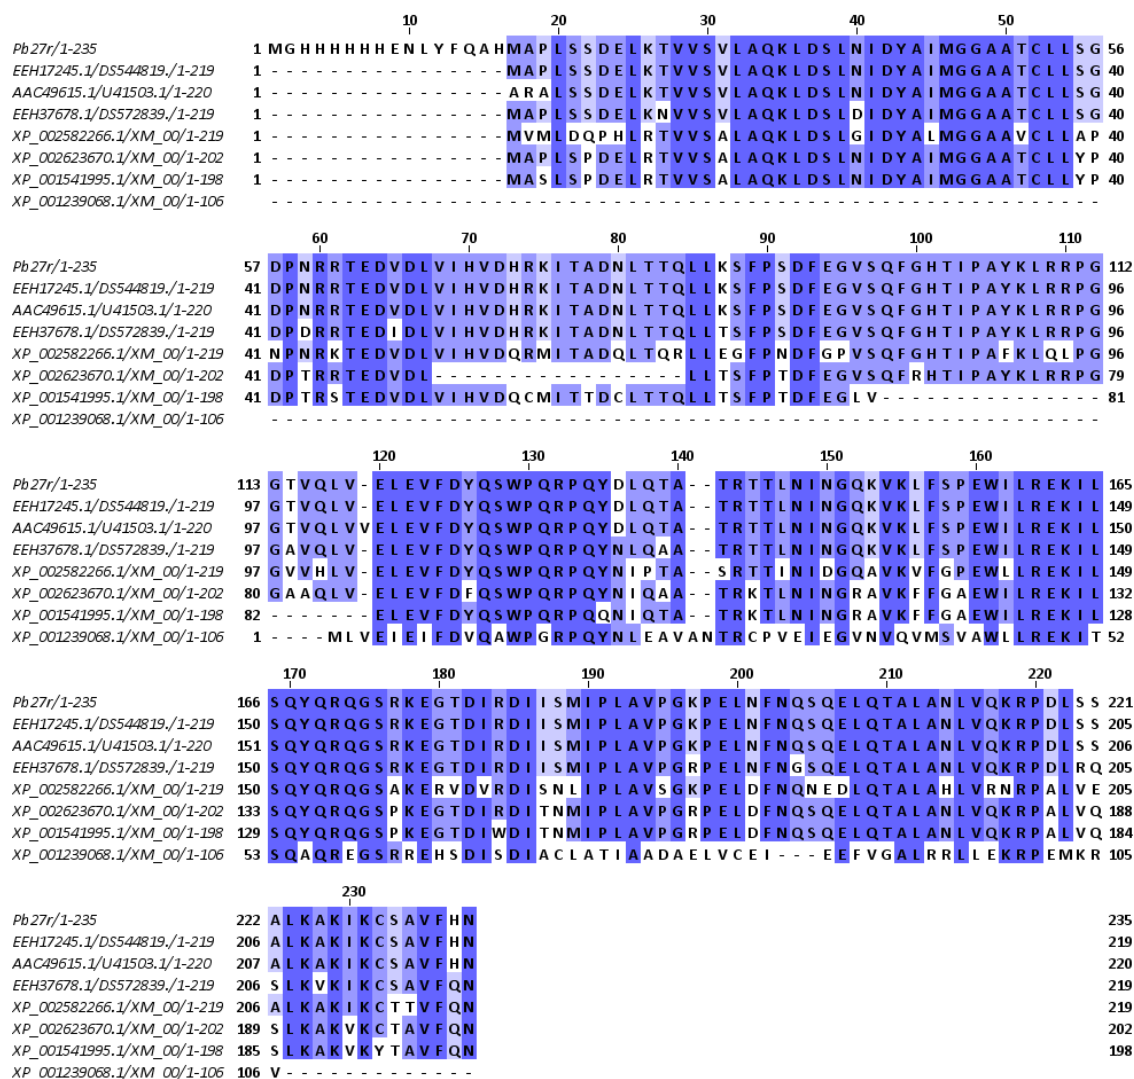 10 20 30 40 50
Pb27r/1-235 1 MGHHHHHHENLYFQAHMAPLSSDELKTVVSVLAQKLDSLNIDYAIMGGAATCLLSG 56
EEH17245.1/DS544819./1-219 1 ----------------MAPLSSDELKTVVSVLAQKLDSLNIDYAIMGGAATCLLSG 40
AAC49615.1/U41503.1/1-220 1 ----------------ARALSSDELKTVVSVLAQKLDSLNIDYAIMGGAATCLLSG 40
EEH37678.1/DS572839./1-219 1 ----------------MAPLSSDELKNVVSVLAQKLDSLDIDYAIMGGAATCLLSG 40
XP_002582266.1/XM_00/1-219 1 ----------------MVMLDQPHLRTVVSALAQKLDSLGIDYALMGGAAVCLLAP 40
XP_002623670.1/XM_00/1-202 1 ----------------MAPLSPDELRTVVSALAQKLDSLNIDYAIMGGAATCLLYP 40
XP_001541995.1/XM_00/1-198 1 ----------------MASLSPDELRTVVSALAQKLDSLNIDYAIMGGAATCLLYP 40
XP_001239068.1/XM_00/1-106 --------------------------------------------------------
60 70 80 90 100 110
Pb27r/1-235 57 DPNRRTEDVDLVIHVDHRKITADNLTTQLLKSFPSDFEGVSQFGHTIPAYKLRRPG 112
EEH17245.1/DS544819./1-219 41 DPNRRTEDVDLVIHVDHRKITADNLTTQLLKSFPSDFEGVSQFGHTIPAYKLRRPG 96
AAC49615.1/U41503.1/1-220 41 DPNRRTEDVDLVIHVDHRKITADNLTTQLLKSFPSDFEGVSQFGHTIPAYKLRRPG 96
EEH37678.1/DS572839./1-219 41 DPDRRTEDIDLVIHVDHRKITADNLTTQLLTSFPSDFEGVSQFGHTIPAYKLRRPG 96
XP_002582266.1/XM_00/1-219 41 NPNRKTEDVDLVIHVDQRMITADQLTQRLLEGFPNDFGPVSQFGHTIPAFKLQLPG 96
XP_002623670.1/XM_00/1-202 41 DPTRRTEDVDL-----------------LLTSFPTDFEGVSQFRHTIPAYKLRRPG 79
XP_001541995.1/XM_00/1-198 41 DPTRSTEDVDLVIHVDQCMITTDCLTTQLLTSFPTDFEGLV--------------- 81
XP_001239068.1/XM_00/1-106 --------------------------------------------------------
120 130 140 150 160
Pb27r/1-235 113 GTVQLV-ELEVFDYQSWPQRPQYDLQTA--TRTTLNINGQKVKLFSPEWILREKIL 165
EEH17245.1/DS544819./1-219 97 GTVQLV-ELEVFDYQSWPQRPQYDLQTA--TRTTLNINGQKVKLFSPEWILREKIL 149
AAC49615.1/U41503.1/1-220 97 GTVQLVVELEVFDYQSWPQRPQYDLQTA--TRTTLNINGQKVKLFSPEWILREKIL 150
EEH37678.1/DS572839./1-219 97 GAVQLV-ELEVFDYQSWPQRPQYNLQAA--TRTTLNINGQKVKLFSPEWILREKIL 149
XP_002582266.1/XM_00/1-219 97 GVVHLV-ELEVFDYQSWPQRPQYNIPTA--SRTTINIDGQAVKVFGPEWLLREKIL 149
XP_002623670.1/XM_00/1-202 80 GAAQLV-ELEVFDFQSWPQRPQYNIQAA--TRKTLNINGRAVKFFGAEWILREKIL 132
XP_001541995.1/XM_00/1-198 82 -------ELEVFDYQSWPQRPQQNIQTA--TRKTLNINGRAVKFFGAEWILREKIL 128
XP_001239068.1/XM_00/1-106 1 ----MLVEIEIFDVQAWPGRPQYNLEAVANTRCPVEIEGVNVQVMSVAWLLREKIT 52
170 180 190 200 210 220
Pb27r/1-235 166 SQYQRQGSRKEGTDIRDIISMIPLAVPGKPELNFNQSQELQTALANLVQKRPDLSS 221
EEH17245.1/DS544819./1-219 150 SQYQRQGSRKEGTDIRDIISMIPLAVPGKPELNFNQSQELQTALANLVQKRPDLSS 205
AAC49615.1/U41503.1/1-220 151 SQYQRQGSRKEGTDIRDIISMIPLAVPGKPELNFNQSQELQTALANLVQKRPDLSS 206
EEH37678.1/DS572839./1-219 150 SQYQRQGSRKEGTDIRDIISMIPLAVPGRPELNFNGSQELQTALANLVQKRPDLRQ 205
XP_002582266.1/XM_00/1-219 150 SQYQRQGSAKERVDVRDISNLIPLAVSGKPELDFNQNEDLQTALAHLVRNRPALVE 205
XP_002623670.1/XM_00/1-202 133 SQYQRQGSPKEGTDIRDITNMIPLAVPGRPELDFNQSQELQTALANLVQKRPALVQ 188
XP_001541995.1/XM_00/1-198 129 SQYQRQGSPKEGTDIWDITNMIPLAVPGRPELDFNQSQELQTALANLVQKRPALVQ 184
XP_001239068.1/XM_00/1-106 53 SQAQREGSRREHSDISDIACLATIAADAELVCEI---EEFVGALRRLLEKRPEMKR 105
230
Pb27r/1-235 222 ALKAKIKCSAVFHN 235
EEH17245.1/DS544819./1-219 206 ALKAKIKCSAVFHN 219
AAC49615.1/U41503.1/1-220 207 ALKAKIKCSAVFHN 220
EEH37678.1/DS572839./1-219 206 SLKVKIKCSAVFQN 219
XP_002582266.1/XM_00/1-219 206 ALKAKIKCTTVFQN 219
XP_002623670.1/XM_00/1-202 189 SLKAKVKCTAVFQN 202
XP_001541995.1/XM_00/1-198 185 SLKAKVKYTAVFQN 198
XP_001239068.1/XM_00/1-106 106 V-------------